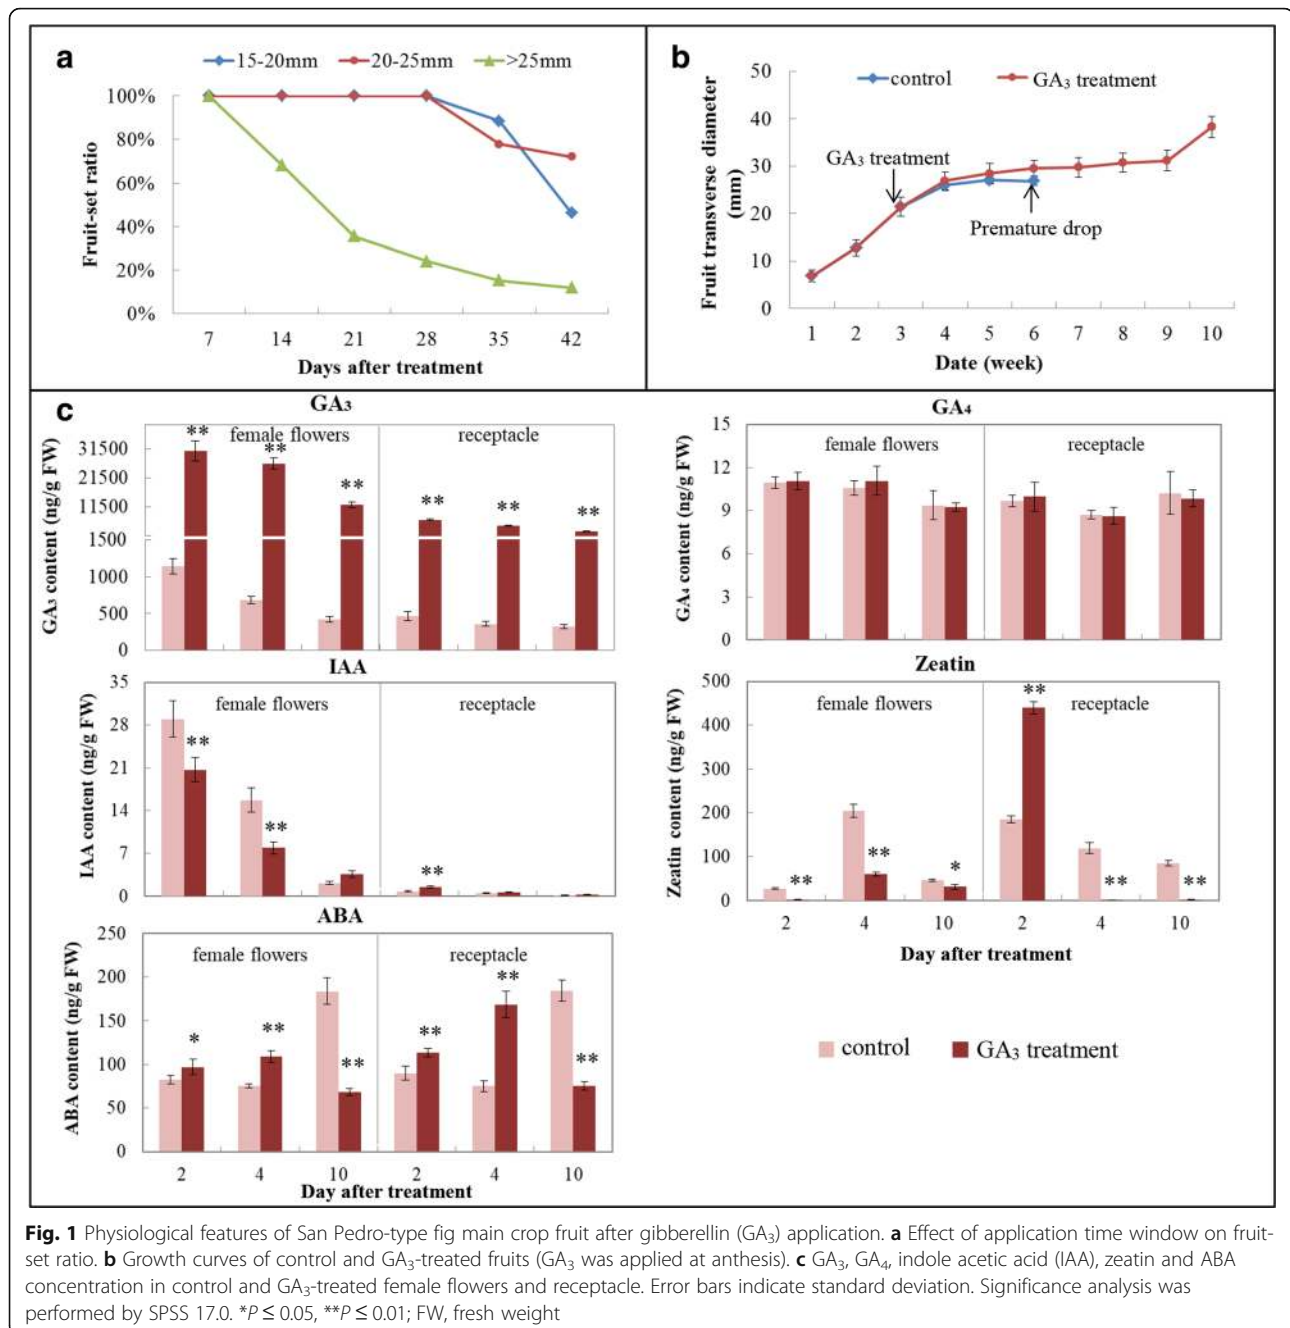 a
15-20mm 20-25mm >25mm
100%
80%
60%
40%
20%
0%
Fruit-set ratio
7 14 21 28 35 42
Days after treatment
b
control GA₃ treatment
50
40
30
20
10
0
Fruit transverse diameter
(mm)
GA₃ treatment
Premature drop
1 2 3 4 5 6 7 8 9 10
Date (week)
c
GA₃
female flowers receptacle
GA₃ content (ng/g FW)
31500
21500
11500
1500
1500
1000
500
0
** ** ** ** ** **
GA₄
female flowers receptacle
GA₄ content (ng/g FW)
15
12
9
6
3
0
IAA
female flowers receptacle
IAA content (ng/g FW)
35
28
21
14
7
0
** ** **
Zeatin
female flowers receptacle
Zeatin content (ng/g FW)
500
400
300
200
100
0
** ** * ** ** **
2 4 10 2 4 10
Day after treatment
ABA
female flowers receptacle
ABA content (ng/g FW)
250
200
150
100
50
0
* ** ** ** ** **
2 4 10 2 4 10
Day after treatment
control GA₃ treatment
Fig. 1 Physiological features of San Pedro-type fig main crop fruit after gibberellin (GA₃) application. a Effect of application time window on fruit-
set ratio. b Growth curves of control and GA₃-treated fruits (GA₃ was applied at anthesis). c GA₃, GA₄, indole acetic acid (IAA), zeatin and ABA
concentration in control and GA₃-treated female flowers and receptacle. Error bars indicate standard deviation. Significance analysis was
performed by SPSS 17.0. *P ≤ 0.05, **P ≤ 0.01; FW, fresh weight